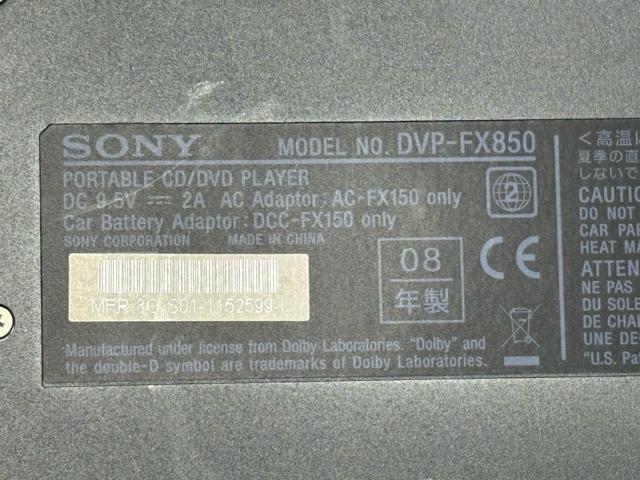 SONY
MODEL NO. DVP-FX850
PORTABLE CD/DVD PLAYER
DC 9.5V ⎓ 2A AC Adaptor : AC-FX150 only
Car Battery Adaptor : DCC-FX150 only
SONY CORPORATION MADE IN CHINA
2
08
年製
CE
S01-1152599-
Manufactured under license from Dolby Laboratories. "Dolby" and
the double-D symbol are trademarks of Dolby Laboratories.
<高温に
夏季の直
しないで
CAUTI
DO NOT
CAR PAR
HEAT MA
ATTEN
NE PAS
DU SOLE
DE CHA
UNE DE
"U.S. Pa